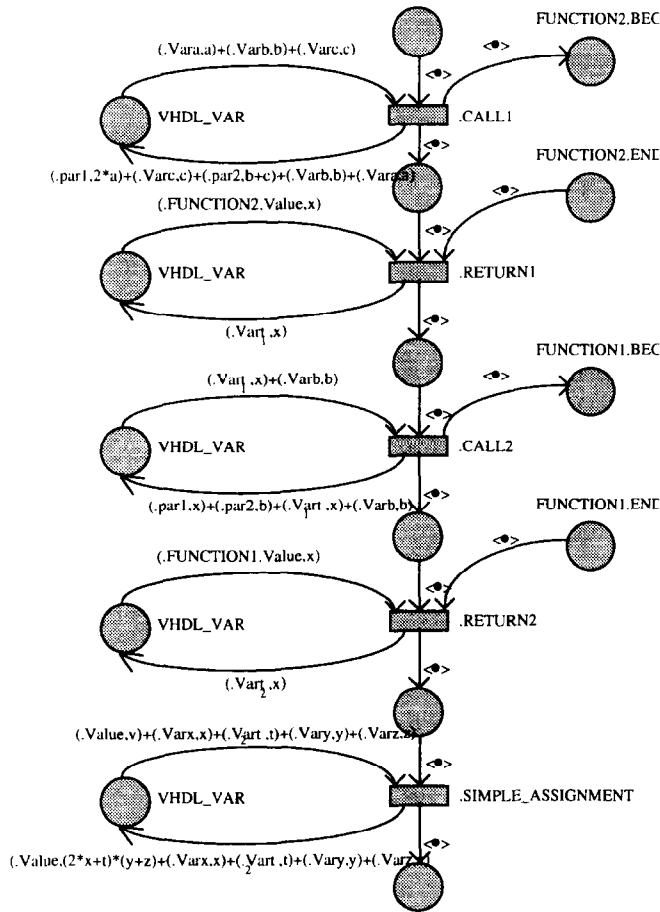 FUNCTION2.BEG
(.Vara,a)+(.Varb,b)+(.Varc,c)
<●>
<●>
VHDL_VAR
.CALL1
<●>
FUNCTION2.END
(.par1,2*a)+(.Varc,c)+(.par2,b+c)+(.Varb,b)+(.Vara,a)
<●>
(.FUNCTION2.Value,x)
<●>
VHDL_VAR
.RETURN1
<●>
(.Vart1,x)
FUNCTION1.BEG
(.Vart1,x)+(.Varb,b)
<●>
<●>
VHDL_VAR
.CALL2
<●>
(.par1,x)+(.par2,b)+(.Vart1,x)+(.Varb,b)
FUNCTION1.END
<●>
(.FUNCTION1.Value,x)
<●>
VHDL_VAR
.RETURN2
<●>
(.Vart2,x)
(.Value,v)+(.Varx,x)+(.Vart2,t)+(.Vary,y)+(.Varz,z)
<●>
VHDL_VAR
.SIMPLE_ASSIGNMENT
<●>
(.Value,(2*x+t)*(y+z)+(.Varx,x)+(.Vart2,t)+(.Vary,y)+(.Varz,